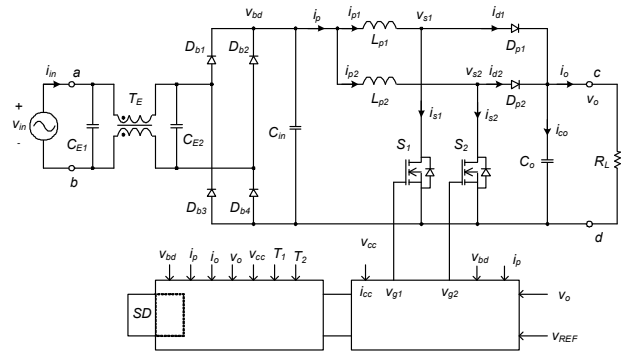 v_bd i_p i_p1 L_p1 v_s1 i_d1 D_p1
D_b1 D_b2
i_in a T_E
i_p2 L_p2 v_s2 i_d2 D_p2 i_o c
v_o
+
v_in
-
C_E1 C_E2 C_in i_s1 i_s2 i_co
S_1 S_2 C_o R_L
b
D_b3 D_b4 d
v_bd i_p i_o v_o v_cc T_1 T_2 v_cc v_bd i_p
i_cc v_g1 v_g2 v_o
SD
v_REF